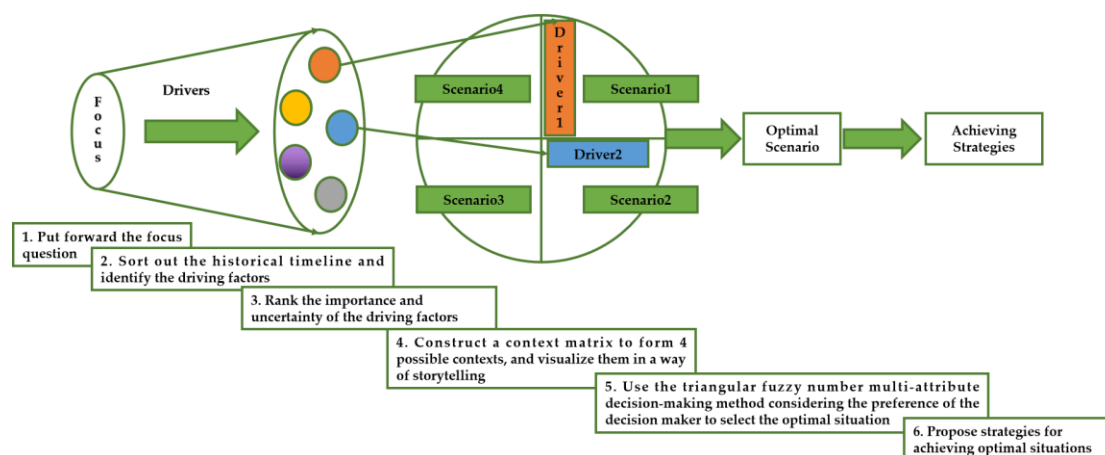 Focus
Drivers
Driver1
Scenario4
Scenario1
Driver2
Scenario3
Scenario2
Optimal
Scenario
Achieving
Strategies
1. Put forward the focus
question
2. Sort out the historical timeline and
identify the driving factors
3. Rank the importance and
uncertainty of the driving factors
4. Construct a context matrix to form 4
possible contexts, and visualize them in a way
of storytelling
5. Use the triangular fuzzy number multi-attribute
decision-making method considering the preference of the
decision maker to select the optimal situation
6. Propose strategies for
achieving optimal situations